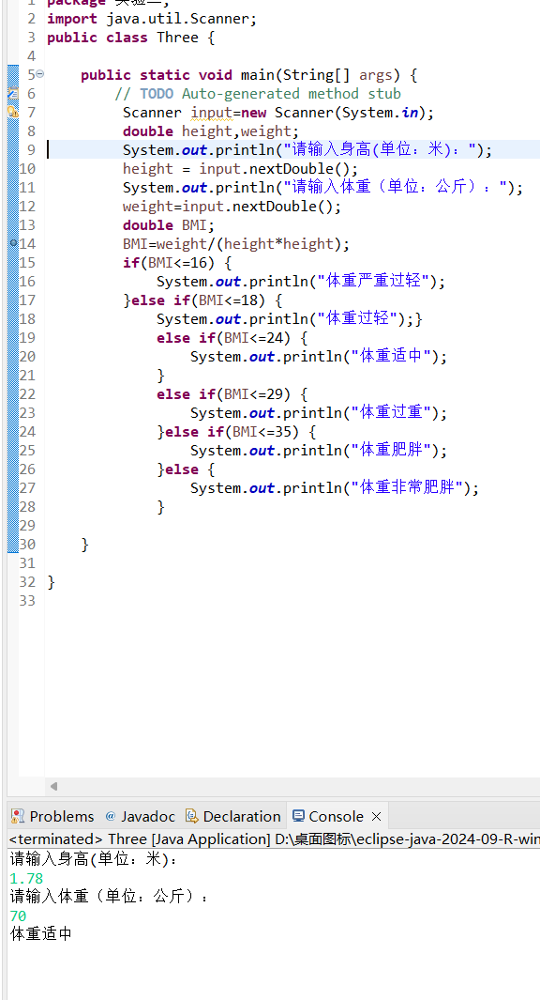 1 package 实验二;
2 import java.util.Scanner;
3 public class Three {
4
5 public static void main(String[] args) {
6 // TODO Auto-generated method stub
7 Scanner input=new Scanner(System.in);
8 double height,weight;
9 System.out.println("请输入身高(单位：米)：");
10 height = input.nextDouble();
11 System.out.println("请输入体重（单位：公斤）：");
12 weight=input.nextDouble();
13 double BMI;
14 BMI=weight/(height*height);
15 if(BMI<=16) {
16 System.out.println("体重严重过轻");
17 }else if(BMI<=18) {
18 System.out.println("体重过轻");}
19 else if(BMI<=24) {
20 System.out.println("体重适中");
21 }
22 else if(BMI<=29) {
23 System.out.println("体重过重");
24 }else if(BMI<=35) {
25 System.out.println("体重肥胖");
26 }else {
27 System.out.println("体重非常肥胖");
28 }
29
30 }
31
32 }
33
Problems @ Javadoc Declaration Console ×
<terminated> Three [Java Application] D:\桌面图标\eclipse-java-2024-09-R-win
请输入身高(单位：米)：
1.78
请输入体重（单位：公斤）：
70
体重适中